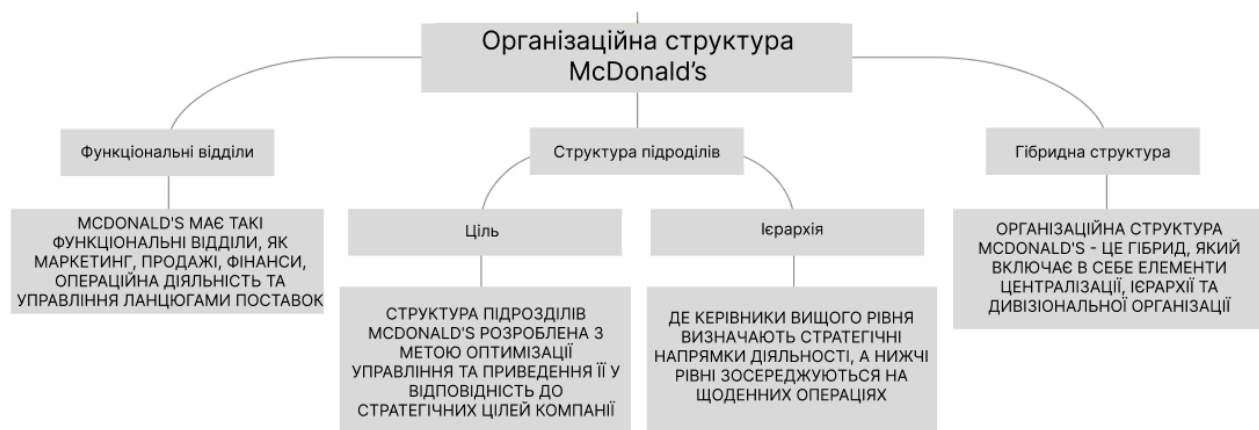 Організаційна структура
McDonald's
Функціональні відділи
Структура підроділів
Гібридна структура
MCDONALD'S МАЄ ТАКІ
ФУНКЦІОНАЛЬНІ ВІДДІЛИ, ЯК
МАРКЕТИНГ, ПРОДАЖІ, ФІНАНСИ,
ОПЕРАЦІЙНА ДІЯЛЬНІСТЬ ТА
УПРАВЛІННЯ ЛАНЦЮГАМИ ПОСТАВОК
Ціль
Ієрархія
ОРГАНІЗАЦІЙНА СТРУКТУРА
MCDONALD'S - ЦЕ ГІБРИД, ЯКИЙ
ВКЛЮЧАЄ В СЕБЕ ЕЛЕМЕНТИ
ЦЕНТРАЛІЗАЦІЇ, ІЄРАРХІЇ ТА
ДИВІЗІОНАЛЬНОЇ ОРГАНІЗАЦІЇ
СТРУКТУРА ПІДРОЗДІЛІВ
MCDONALD'S РОЗРОБЛЕНА З
МЕТОЮ ОПТИМІЗАЦІЇ
УПРАВЛІННЯ ТА ПРИВЕДЕННЯ ЇЇ У
ВІДПОВІДНІСТЬ ДО
СТРАТЕГІЧНИХ ЦІЛЕЙ КОМПАНІЇ
ДЕ КЕРІВНИКИ ВИЩОГО РІВНЯ
ВИЗНАЧАЮТЬ СТРАТЕГІЧНІ
НАПРЯМКИ ДІЯЛЬНОСТІ, А НИЖЧІ
РІВНІ ЗОСЕРЕДЖУЮТЬСЯ НА
ЩОДЕННИХ ОПЕРАЦІЯХ